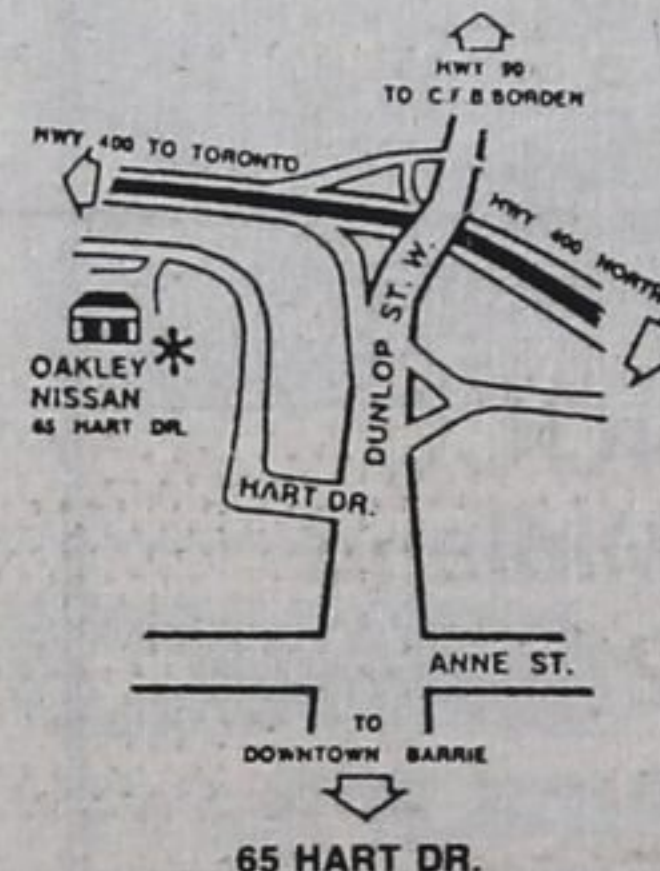 HWY 90
TO C.F.B BORDEN
HWY 400 TO TORONTO
HWY 400 NORTH
DUNLOP ST. W.
OAKLEY
NISSAN
65 HART DR.
HART DR.
ANNE ST.
TO
DOWNTOWN BARRIE
65 HART DR.